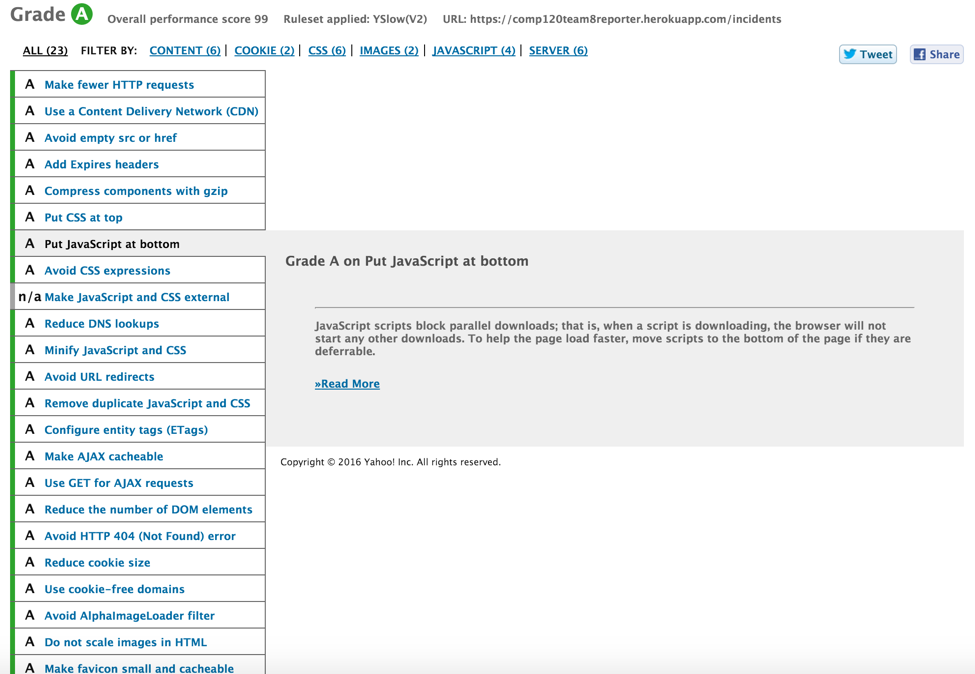 Grade A Overall performance score 99 Ruleset applied: YSlow(V2) URL: https://comp120team8reporter.herokuapp.com/incidents
ALL (23) FILTER BY: CONTENT (6) | COOKIE (2) | CSS (6) | IMAGES (2) | JAVASCRIPT (4) | SERVER (6)
Tweet
Share
A Make fewer HTTP requests
A Use a Content Delivery Network (CDN)
A Avoid empty src or href
A Add Expires headers
A Compress components with gzip
A Put CSS at top
A Put JavaScript at bottom
A Avoid CSS expressions
n/a Make JavaScript and CSS external
A Reduce DNS lookups
A Minify JavaScript and CSS
A Avoid URL redirects
A Remove duplicate JavaScript and CSS
A Configure entity tags (ETags)
A Make AJAX cacheable
A Use GET for AJAX requests
A Reduce the number of DOM elements
A Avoid HTTP 404 (Not Found) error
A Reduce cookie size
A Use cookie-free domains
A Avoid AlphaImageLoader filter
A Do not scale images in HTML
A Make favicon small and cacheable
Grade A on Put JavaScript at bottom
JavaScript scripts block parallel downloads; that is, when a script is downloading, the browser will not
start any other downloads. To help the page load faster, move scripts to the bottom of the page if they are
deferrable.
»Read More
Copyright © 2016 Yahoo! Inc. All rights reserved.